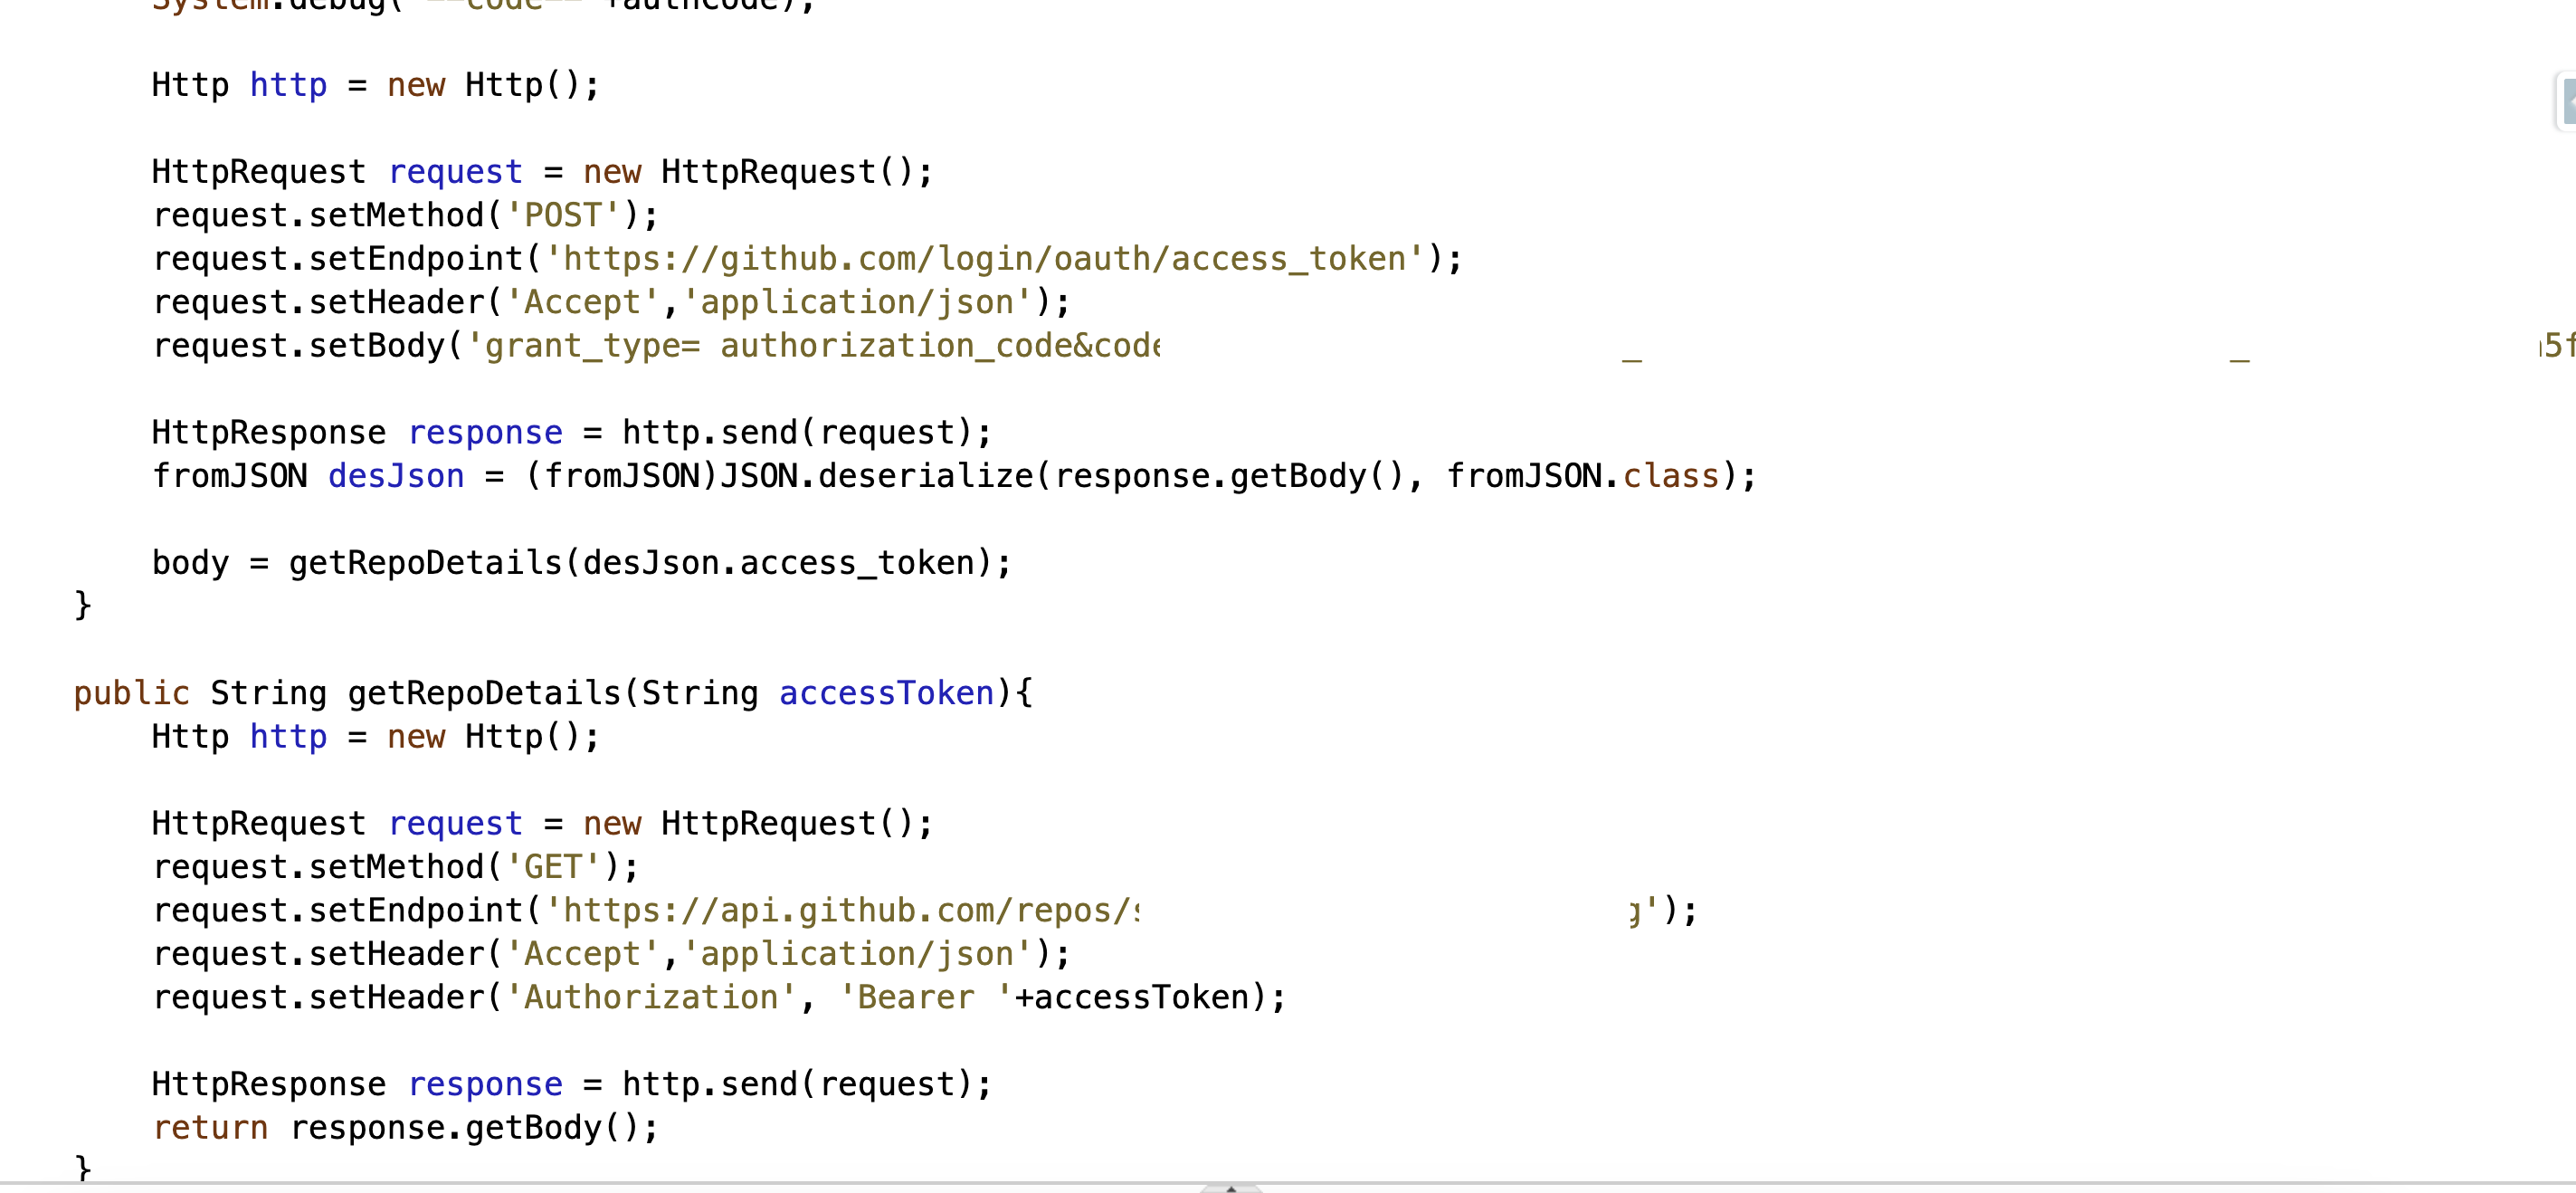 System.debug( ==code== +authCode);
Http http = new Http();
HttpRequest request = new HttpRequest();
request.setMethod('POST');
request.setEndpoint('https://github.com/login/oauth/access_token');
request.setHeader('Accept','application/json');
request.setBody('grant_type= authorization_code&code _ _ 5f
HttpResponse response = http.send(request);
fromJSON desJson = (fromJSON)JSON.deserialize(response.getBody(), fromJSON.class);
body = getRepoDetails(desJson.access_token);
}
public String getRepoDetails(String accessToken){
Http http = new Http();
HttpRequest request = new HttpRequest();
request.setMethod('GET');
request.setEndpoint('https://api.github.com/repos/s g');
request.setHeader('Accept','application/json');
request.setHeader('Authorization', 'Bearer '+accessToken);
HttpResponse response = http.send(request);
return response.getBody();
}